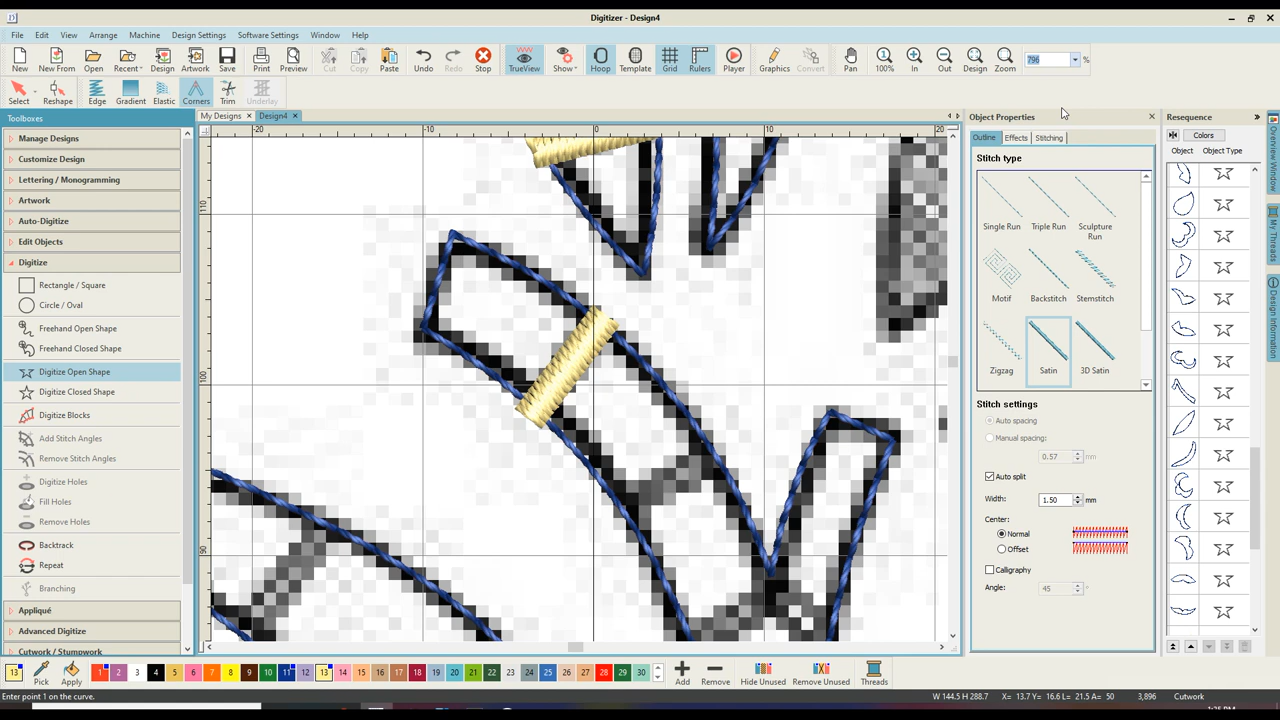 Digitizer - Design4
File Edit View Arrange Machine Design Settings Software Settings Window Help
New New From Open Recent Design Artwork Save Print Preview Cut Copy Paste Undo Redo Stop TrueView Show Hoop Template Grid Rulers Player Graphics Convert Pan 100% In Out Design Zoom 796 %
Select Reshape Edge Gradient Elastic Corners Trim Underlay
Toolboxes
Manage Designs
Customize Design
Lettering / Monogramming
Artwork
Auto-Digitize
Edit Objects
Digitize
Rectangle / Square
Circle / Oval
Freehand Open Shape
Freehand Closed Shape
Digitize Open Shape
Digitize Closed Shape
Digitize Blocks
Add Stitch Angles
Remove Stitch Angles
Digitize Holes
Fill Holes
Remove Holes
Backtrack
Repeat
Branching
Appliqué
Advanced Digitize
Cutwork / Stumpwork
My Designs Design4
-20 -10 0 10 20
110
100
90
Object Properties
Outline Effects Stitching
Stitch type
Single Run Triple Run Sculpture Run
Motif Backstitch Stemstitch
Zigzag Satin 3D Satin
Stitch settings
Auto spacing
Manual spacing:
0.57 mm
Auto split
Width: 1.50 mm
Center:
Normal
Offset
Calligraphy
Angle: 45 °
Resequence
Colors
Object Object Type
Overview Window
My Threads
Design Information
13 Pick Apply 1 2 3 4 5 6 7 8 9 10 11 12 13 14 15 16 17 18 19 20 21 22 23 24 25 26 27 28 29 30 Add Remove Hide Unused Remove Unused Threads
Enter point 1 on the curve. X= 13.7 Y= 16.6 L= 21.5 A= 50 W 144.5 H 288.7 3,896 Cutwork